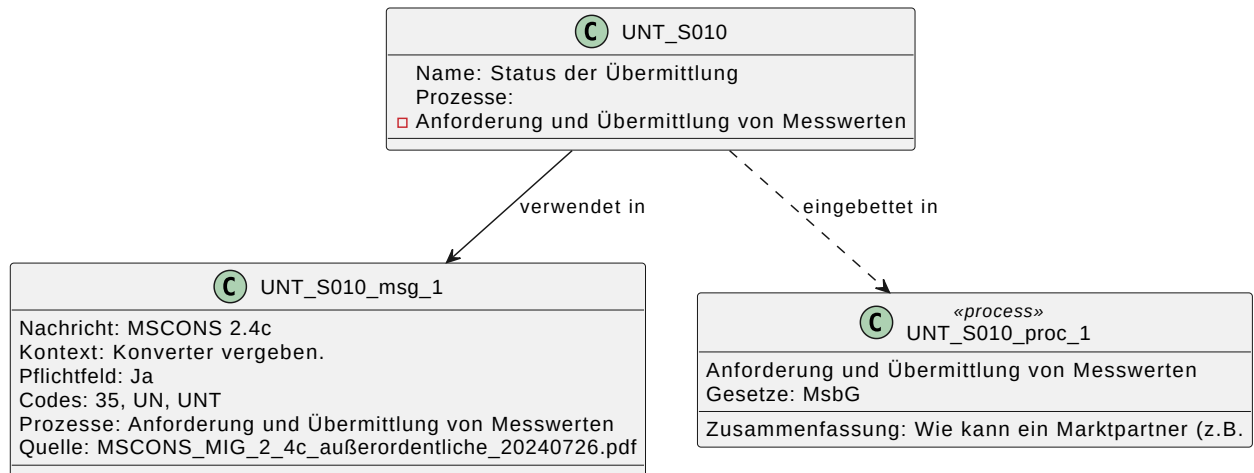 C UNT_S010
Name: Status der Übermittlung
Prozesse:
Anforderung und Übermittlung von Messwerten
verwendet in
eingebettet in
C UNT_S010_msg_1
Nachricht: MSCONS 2.4c
Kontext: Konverter vergeben.
Pflichtfeld: Ja
Codes: 35, UN, UNT
Prozesse: Anforderung und Übermittlung von Messwerten
Quelle: MSCONS_MIG_2_4c_außerordentliche_20240726.pdf
C «process»
UNT_S010_proc_1
Anforderung und Übermittlung von Messwerten
Gesetze: MsbG
Zusammenfassung: Wie kann ein Marktpartner (z.B.